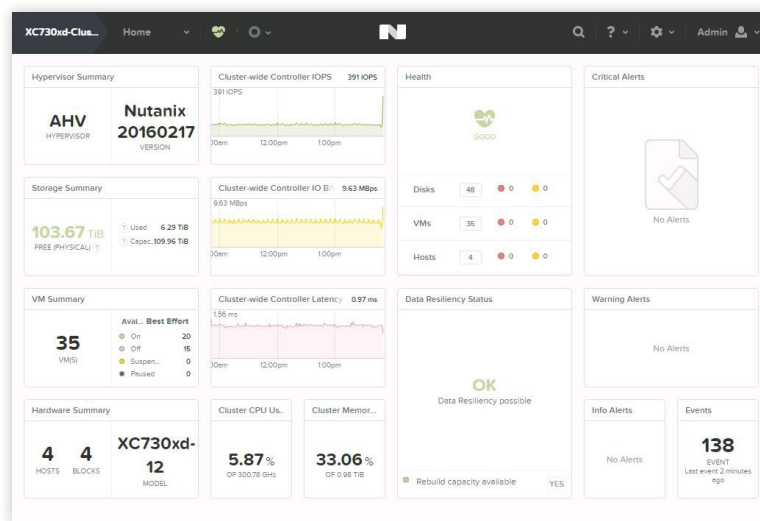 XC730xd-Clus... Home ? Admin
Hypervisor Summary
AHV
HYPERVISOR
Nutanix
20160217
VERSION
Cluster-wide Controller IOPS 391 IOPS
391 IOPS
00am 12:00pm 1:00pm
Health
GOOD
Disks 48 0 0
VMs 35 0 0
Hosts 4 0 0
Critical Alerts
No Alerts
Storage Summary
103.67 TiB
FREE (PHYSICAL) ?
? Used 6.29 TiB
? Capac.. 109.96 TiB
Cluster-wide Controller IO B/\ 9.63 MBps
9.63 MBps
00am 12:00pm 1:00pm
VM Summary
35
VM(S)
Avai... Best Effort
On 20
Off 15
Suspen... 0
Paused 0
Cluster-wide Controller Latency 0.97 ms
1.56 ms
00am 12:00pm 1:00pm
Data Resiliency Status
OK
Data Resiliency possible
Rebuild capacity available YES
Warning Alerts
No Alerts
Hardware Summary
4
HOSTS
4
BLOCKS
XC730xd-
12
MODEL
Cluster CPU Us..
5.87 %
OF 300.78 GHz
Cluster Memor...
33.06 %
OF 0.98 TiB
Info Alerts
No Alerts
Events
138
EVENT
Last event 2 minutes
ago